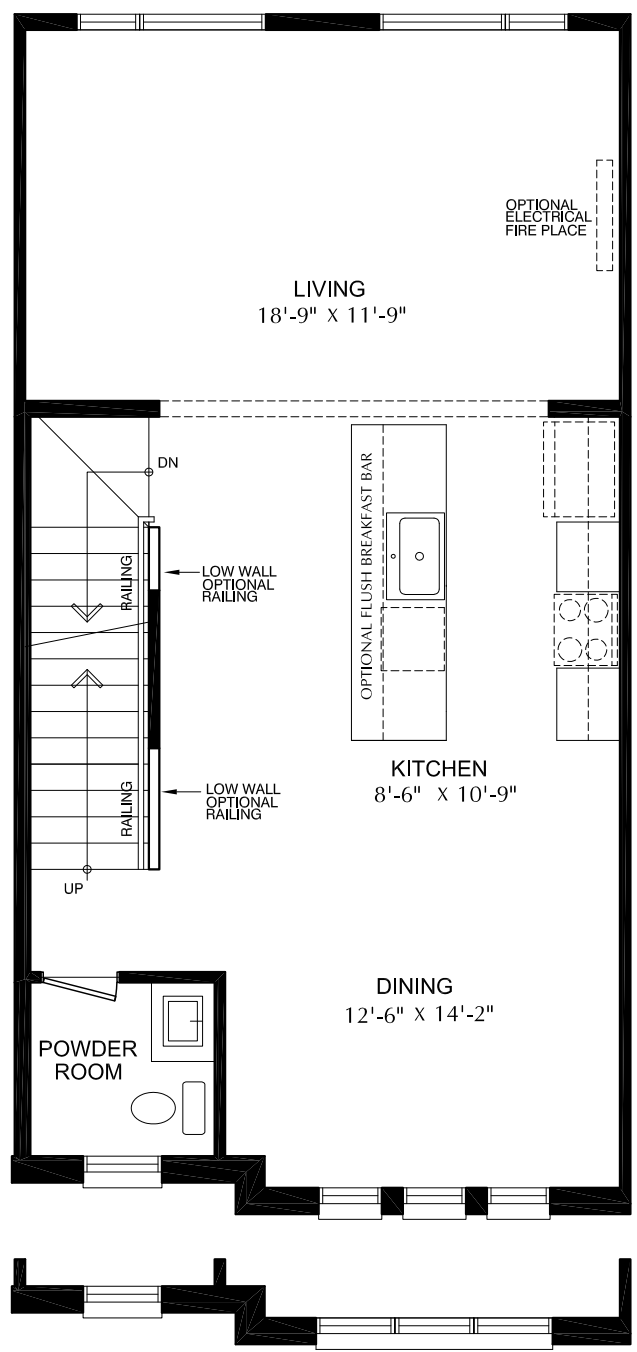 OPTIONAL
ELECTRICAL
FIRE PLACE
LIVING
18'-9" X 11'-9"
DN
OPTIONAL FLUSH BREAKFAST BAR
RAILING
LOW WALL
OPTIONAL
RAILING
KITCHEN
8'-6" X 10'-9"
RAILING
LOW WALL
OPTIONAL
RAILING
UP
DINING
12'-6" X 14'-2"
POWDER
ROOM